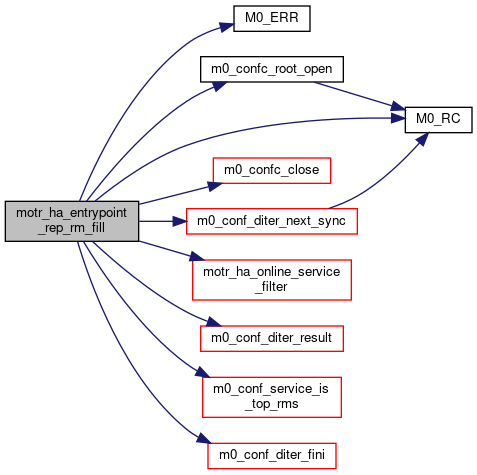 M0_ERR
m0_confc_root_open
M0_RC
m0_confc_close
motr_ha_entrypoint
_rep_rm_fill
m0_conf_diter_next_sync
motr_ha_online_service
_filter
m0_conf_diter_result
m0_conf_service_is
_top_rms
m0_conf_diter_fini